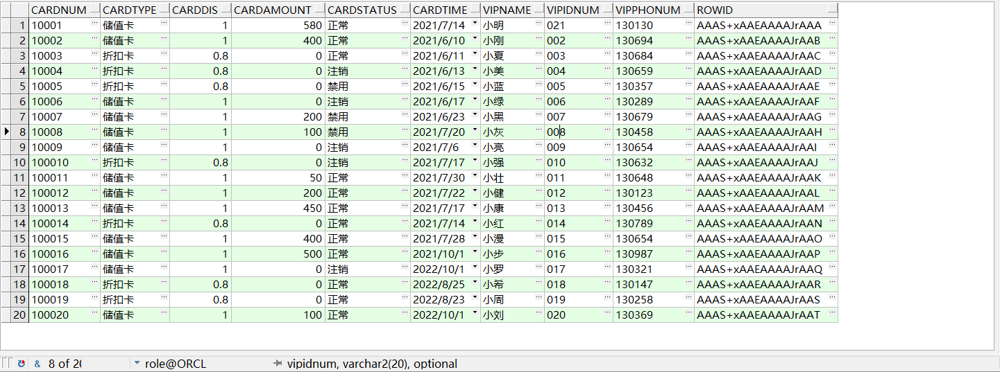 CARDNUM CARDTYPE CARDDIS CARDAMOUNT CARDSTATUS CARDTIME VIPNAME VIPIDNUM VIPPHONUM ROWID
1 10001 储值卡 1 580 正常 2021/7/14 小明 021 130130 AAAS+xAAEAAAAJrAAA
2 10002 储值卡 1 400 正常 2021/6/10 小刚 002 130694 AAAS+xAAEAAAAJrAAB
3 10003 折扣卡 0.8 0 正常 2021/6/11 小夏 003 130684 AAAS+xAAEAAAAJrAAC
4 10004 折扣卡 0.8 0 注销 2021/6/13 小美 004 130659 AAAS+xAAEAAAAJrAAD
5 10005 折扣卡 0.8 0 禁用 2021/6/15 小蓝 005 130357 AAAS+xAAEAAAAJrAAE
6 10006 储值卡 1 0 注销 2021/6/17 小绿 006 130289 AAAS+xAAEAAAAJrAAF
7 10007 储值卡 1 200 禁用 2021/6/23 小黑 007 130679 AAAS+xAAEAAAAJrAAG
8 10008 储值卡 1 100 禁用 2021/7/20 小灰 008 130458 AAAS+xAAEAAAAJrAAH
9 10009 储值卡 1 0 注销 2021/7/6 小亮 009 130654 AAAS+xAAEAAAAJrAAI
10 100010 折扣卡 0.8 0 注销 2021/7/17 小强 010 130632 AAAS+xAAEAAAAJrAAJ
11 100011 储值卡 1 50 正常 2021/7/30 小壮 011 130648 AAAS+xAAEAAAAJrAAK
12 100012 储值卡 1 200 正常 2021/7/22 小健 012 130123 AAAS+xAAEAAAAJrAAL
13 100013 储值卡 1 450 正常 2021/7/17 小康 013 130456 AAAS+xAAEAAAAJrAAM
14 100014 折扣卡 0.8 0 正常 2021/7/14 小红 014 130789 AAAS+xAAEAAAAJrAAN
15 100015 储值卡 1 400 正常 2021/7/28 小漫 015 130654 AAAS+xAAEAAAAJrAAO
16 100016 储值卡 1 500 正常 2021/10/1 小步 016 130987 AAAS+xAAEAAAAJrAAP
17 100017 储值卡 1 0 注销 2022/10/1 小罗 017 130321 AAAS+xAAEAAAAJrAAQ
18 100018 折扣卡 0.8 0 正常 2022/8/25 小希 018 130147 AAAS+xAAEAAAAJrAAR
19 100019 折扣卡 0.8 0 正常 2022/8/23 小周 019 130258 AAAS+xAAEAAAAJrAAS
20 100020 储值卡 1 100 正常 2022/10/1 小刘 020 130369 AAAS+xAAEAAAAJrAAT
& 8 of 20 role@ORCL vipidnum, varchar2(20), optional